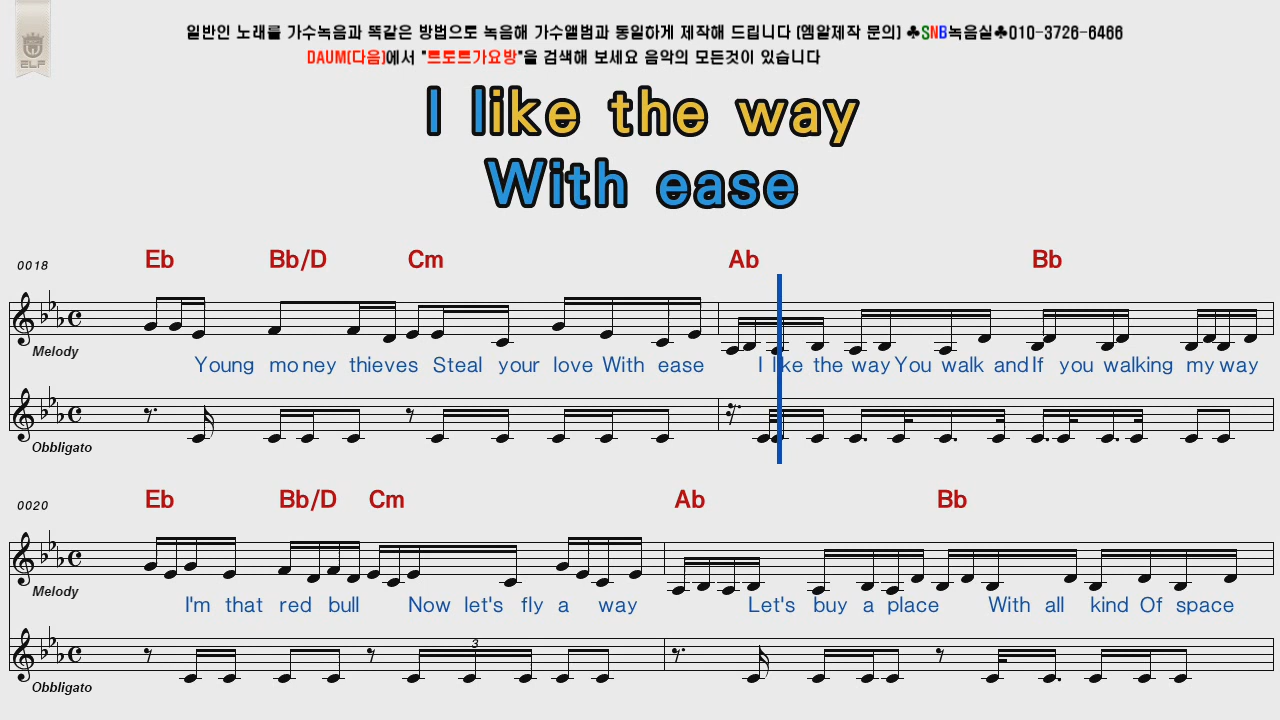 일반인 노래를 가수녹음과 똑같은 방법으로 녹음해 가수앨범과 동일하게 제작해 드립니다 (엠알제작 문의) ♣SNB녹음실♣010-3726-6466
DAUM(다음)에서 "트로트가요방"을 검색해 보세요 음악의 모든것이 있습니다
ELF
I like the way
With ease
0018 Eb Bb/D Cm Ab Bb
Melody
Young money thieves Steal your love With ease I like the way You walk and If you walking my way
Obbligato
0020 Eb Bb/D Cm Ab Bb
Melody
I'm that red bull Now let's fly a way Let's buy a place With all kind Of space
3
Obbligato